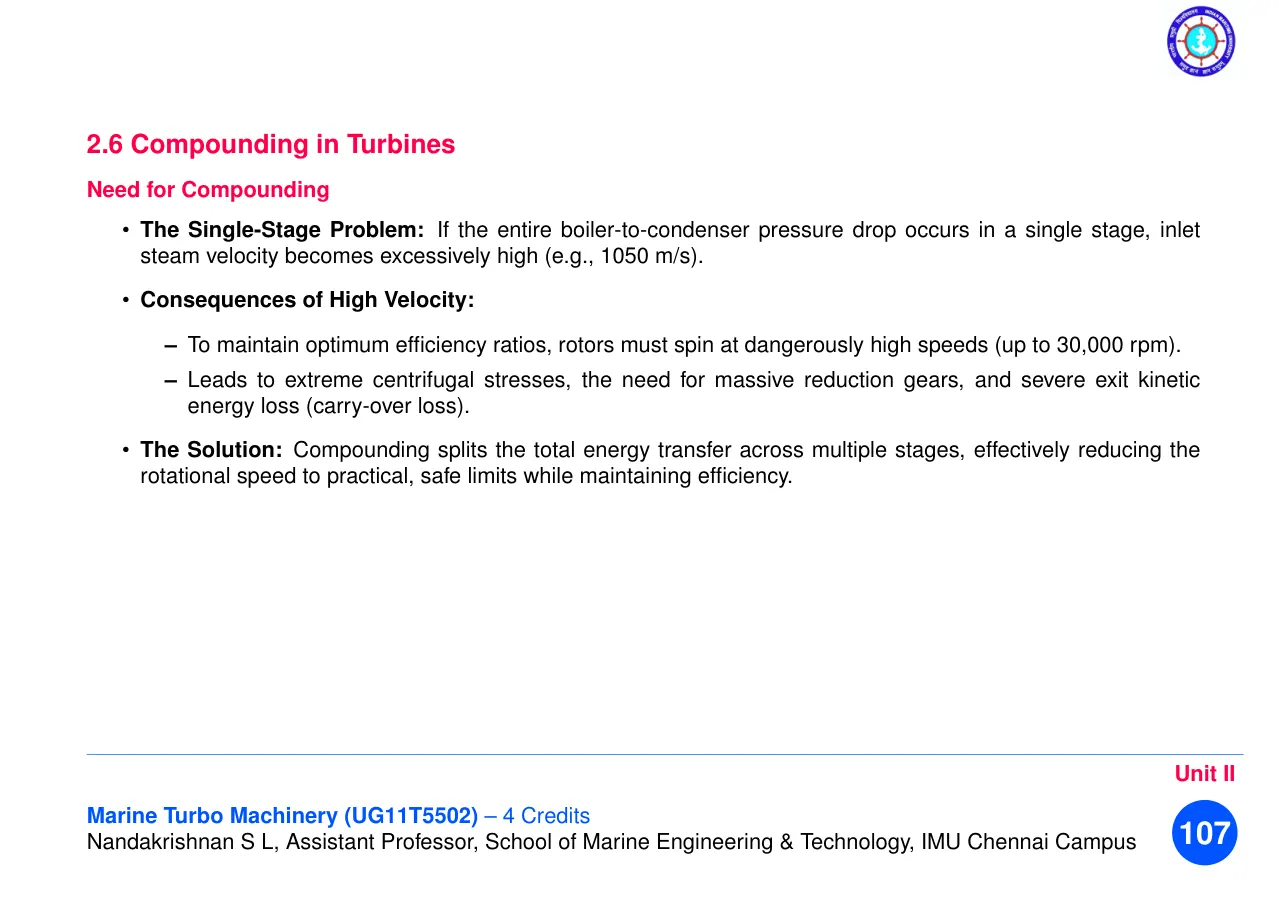 2.6 Compounding in Turbines
Need for Compounding
• The Single-Stage Problem: If the entire boiler-to-condenser pressure drop occurs in a single stage, inlet
steam velocity becomes excessively high (e.g., 1050 m/s).
• Consequences of High Velocity:
– To maintain optimum efficiency ratios, rotors must spin at dangerously high speeds (up to 30,000 rpm).
– Leads to extreme centrifugal stresses, the need for massive reduction gears, and severe exit kinetic
energy loss (carry-over loss).
• The Solution: Compounding splits the total energy transfer across multiple stages, effectively reducing the
rotational speed to practical, safe limits while maintaining efficiency.
Unit II
Marine Turbo Machinery (UG11T5502) – 4 Credits
Nandakrishnan S L, Assistant Professor, School of Marine Engineering & Technology, IMU Chennai Campus
107